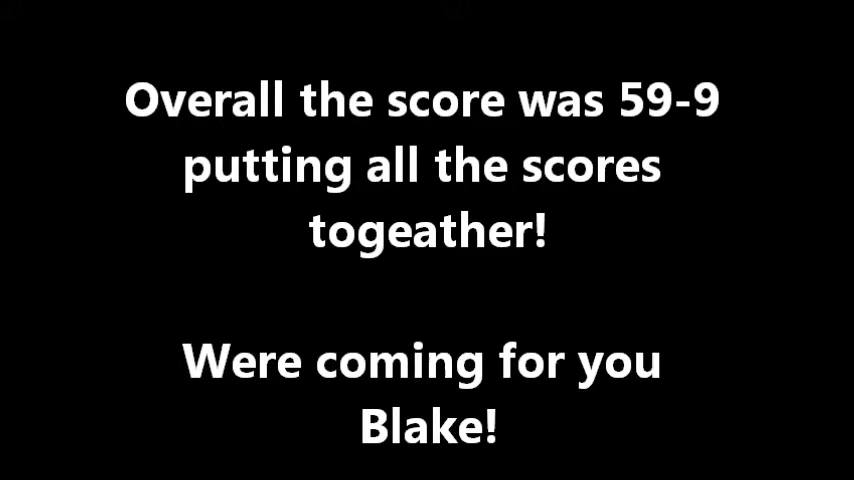 Overall the score was 59-9
putting all the scores
togeather!
Were coming for you
Blake!